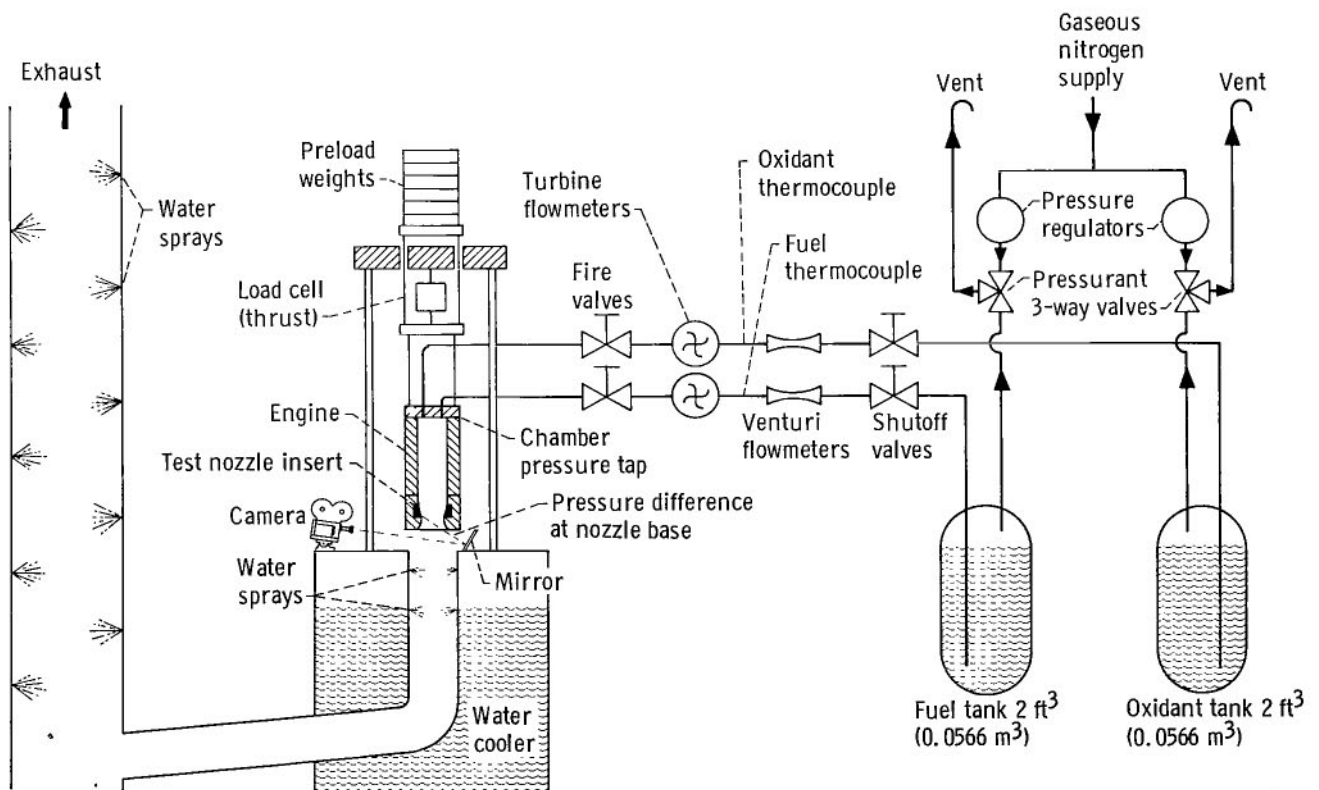 Exhaust
Water
sprays
Preload
weights
Load cell
(thrust)
Engine
Test nozzle insert
Camera
Water
sprays
Water
cooler
Mirror
Pressure difference
at nozzle base
Chamber
pressure tap
Fire
valves
Turbine
flowmeters
Oxidant
thermocouple
Fuel
thermocouple
Venturi
flowmeters
Shutoff
valves
Gaseous
nitrogen
supply
Vent
Vent
Pressure
regulators
Pressurant
3-way valves
Fuel tank 2 ft³
(0.0566 m³)
Oxidant tank 2 ft³
(0.0566 m³)